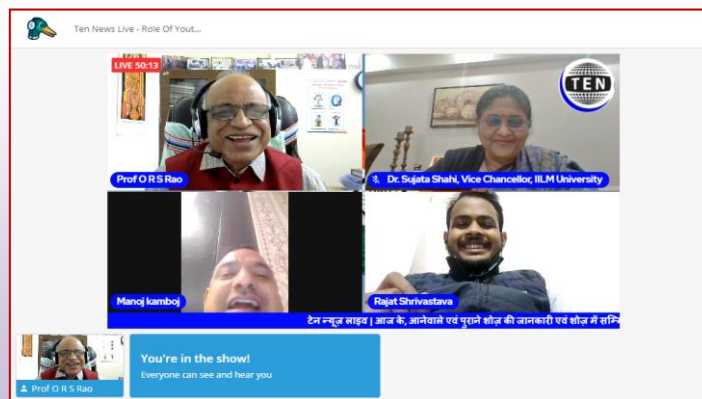 Ten News Live - Role Of Yout...
LIVE 50:13
TEN
Prof O R S Rao
Dr. Sujata Shahi, Vice Chancellor, IILM University
Manoj kamboj
Rajat Shrivastava
टेन न्यूज़ लाइव | आज के, आनेवाले एवं पुराने शोज़ की जानकारी एवं शोज़ में सम्मि
Prof O R S Rao
You're in the show!
Everyone can see and hear you